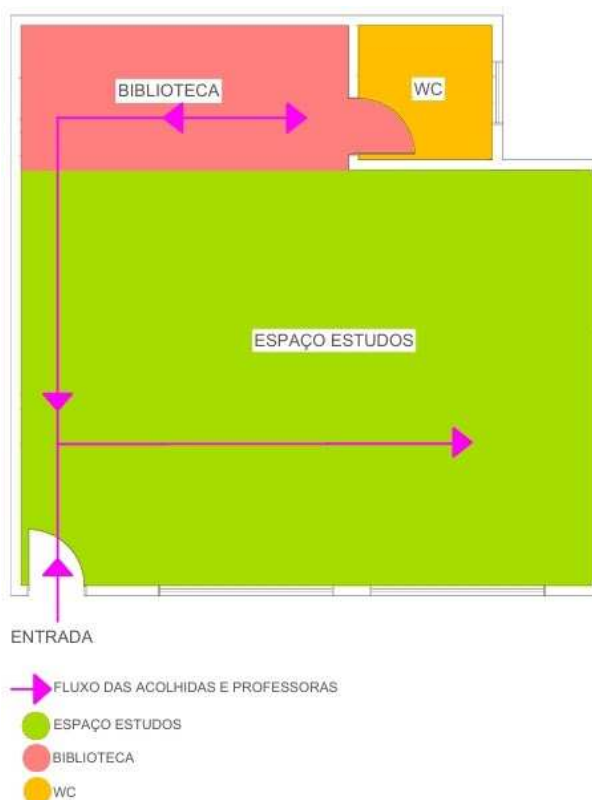 BIBLIOTECA
WC
ESPAÇO ESTUDOS
ENTRADA
FLUXO DAS ACOLHIDAS E PROFESSORAS
ESPAÇO ESTUDOS
BIBLIOTECA
WC